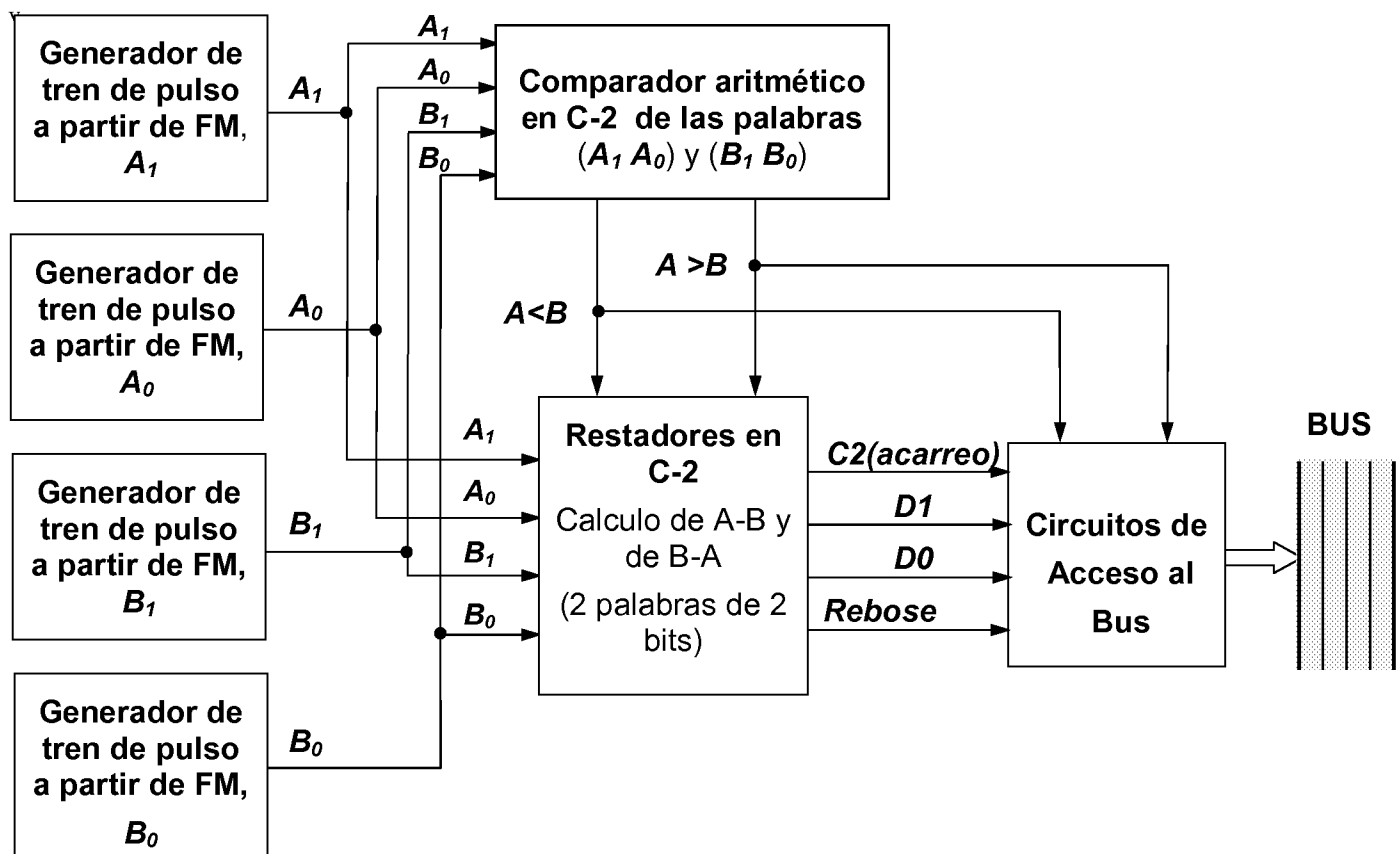 Generador de
tren de pulso
a partir de FM,
A₁
A₁
A₁
A₀
B₁
B₀
Comparador aritmético
en C-2 de las palabras
(A₁ A₀) y (B₁ B₀)
Generador de
tren de pulso
a partir de FM,
A₀
A₀
A<B
A >B
Generador de
tren de pulso
a partir de FM,
B₁
B₁
A₁
A₀
B₁
B₀
Restadores en
C-2
Calculo de A-B y
de B-A
(2 palabras de 2
bits)
C2(acarreo)
D1
D0
Rebose
Circuitos de
Acceso al
Bus
BUS
Generador de
tren de pulso
a partir de FM,
B₀
B₀